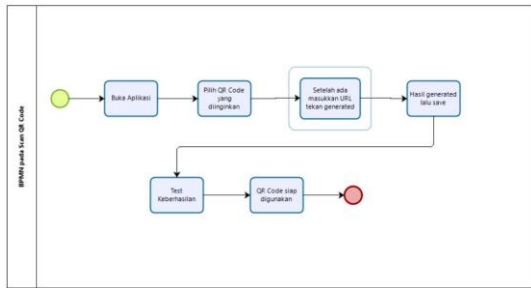 BPMN pada Scan QR Code
Buka Aplikasi
Pilih QR Code
yang
diinginkan
Setelah ada
masukkan URL
tekan generated
Hasil generated
lalu save
Test
Keberhasilan
QR Code siap
digunakan